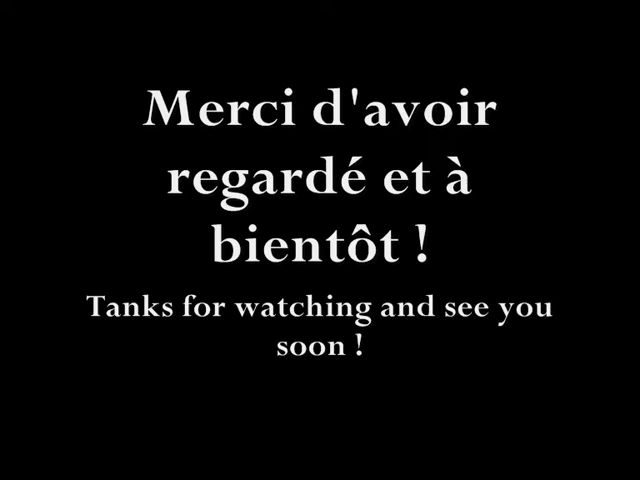 Merci d'avoir
regardé et à
bientôt !
Tanks for watching and see you
soon !